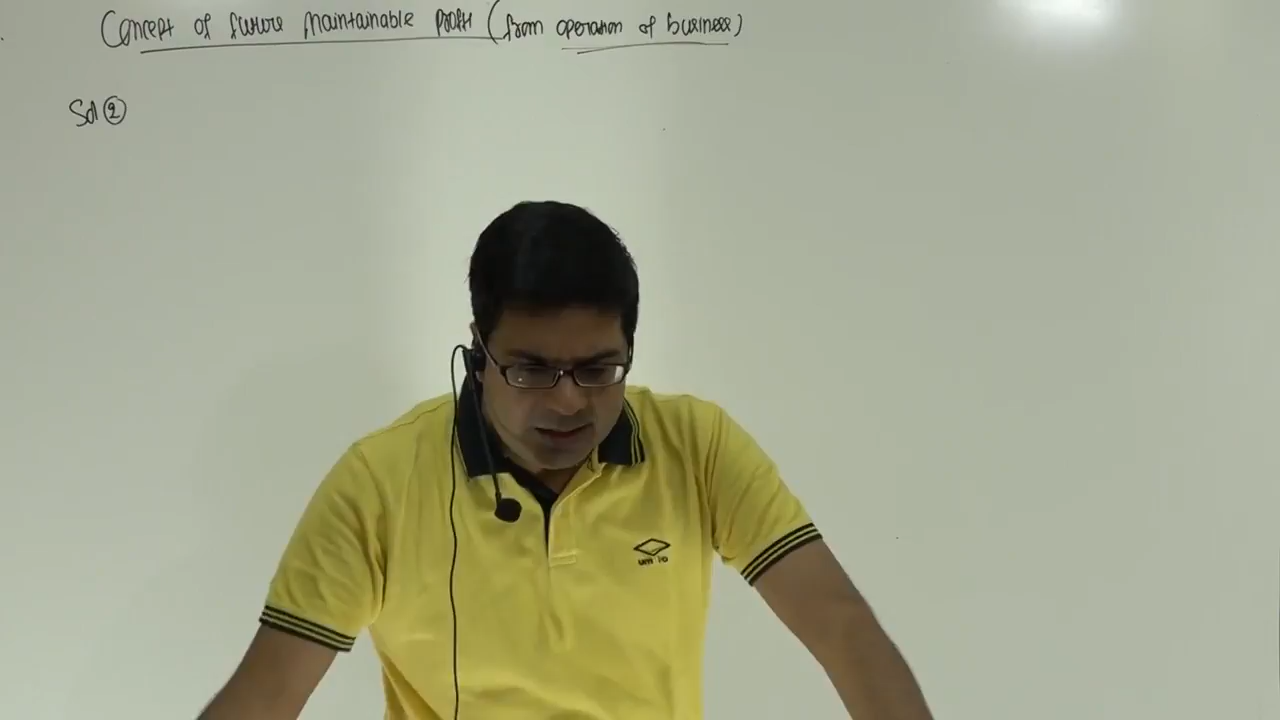 Concept of future Maintainable Profit (from operation of business)
Sol ②